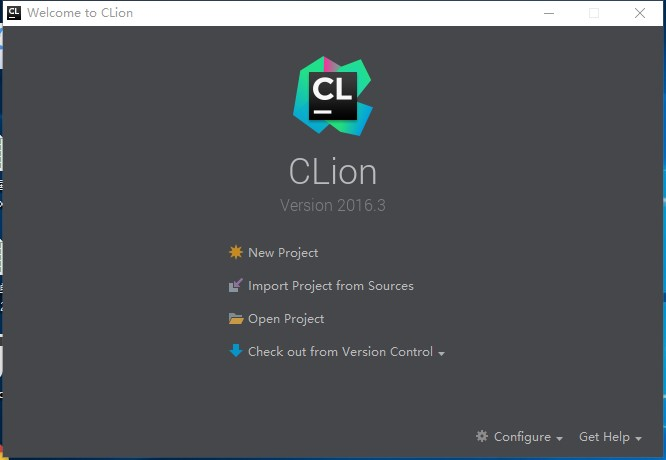 Welcome to CLion
CL
CLion
Version 2016.3
New Project
Import Project from Sources
Open Project
Check out from Version Control
Configure
Get Help